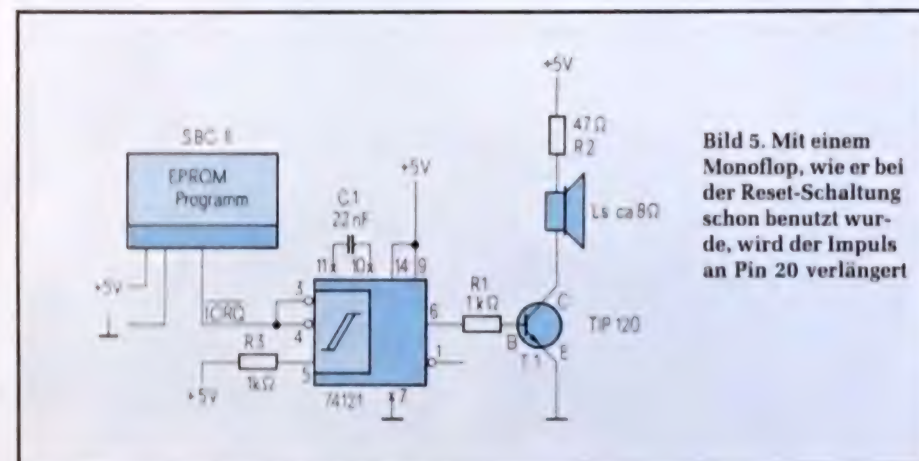 SBC II
EPROM
Programm
+5V
IORQ
R3
1kΩ
+5V
C1
22nF
11
10
14
9
3
4
5
6
1
7
74121
+5V
R1
1kΩ
+5V
47Ω
R2
Ls ca 8Ω
C
B
E
T1
TIP 120
Bild 5. Mit einem
Monoflop, wie er bei
der Reset-Schaltung
schon benutzt wur-
de, wird der Impuls
an Pin 20 verlängert